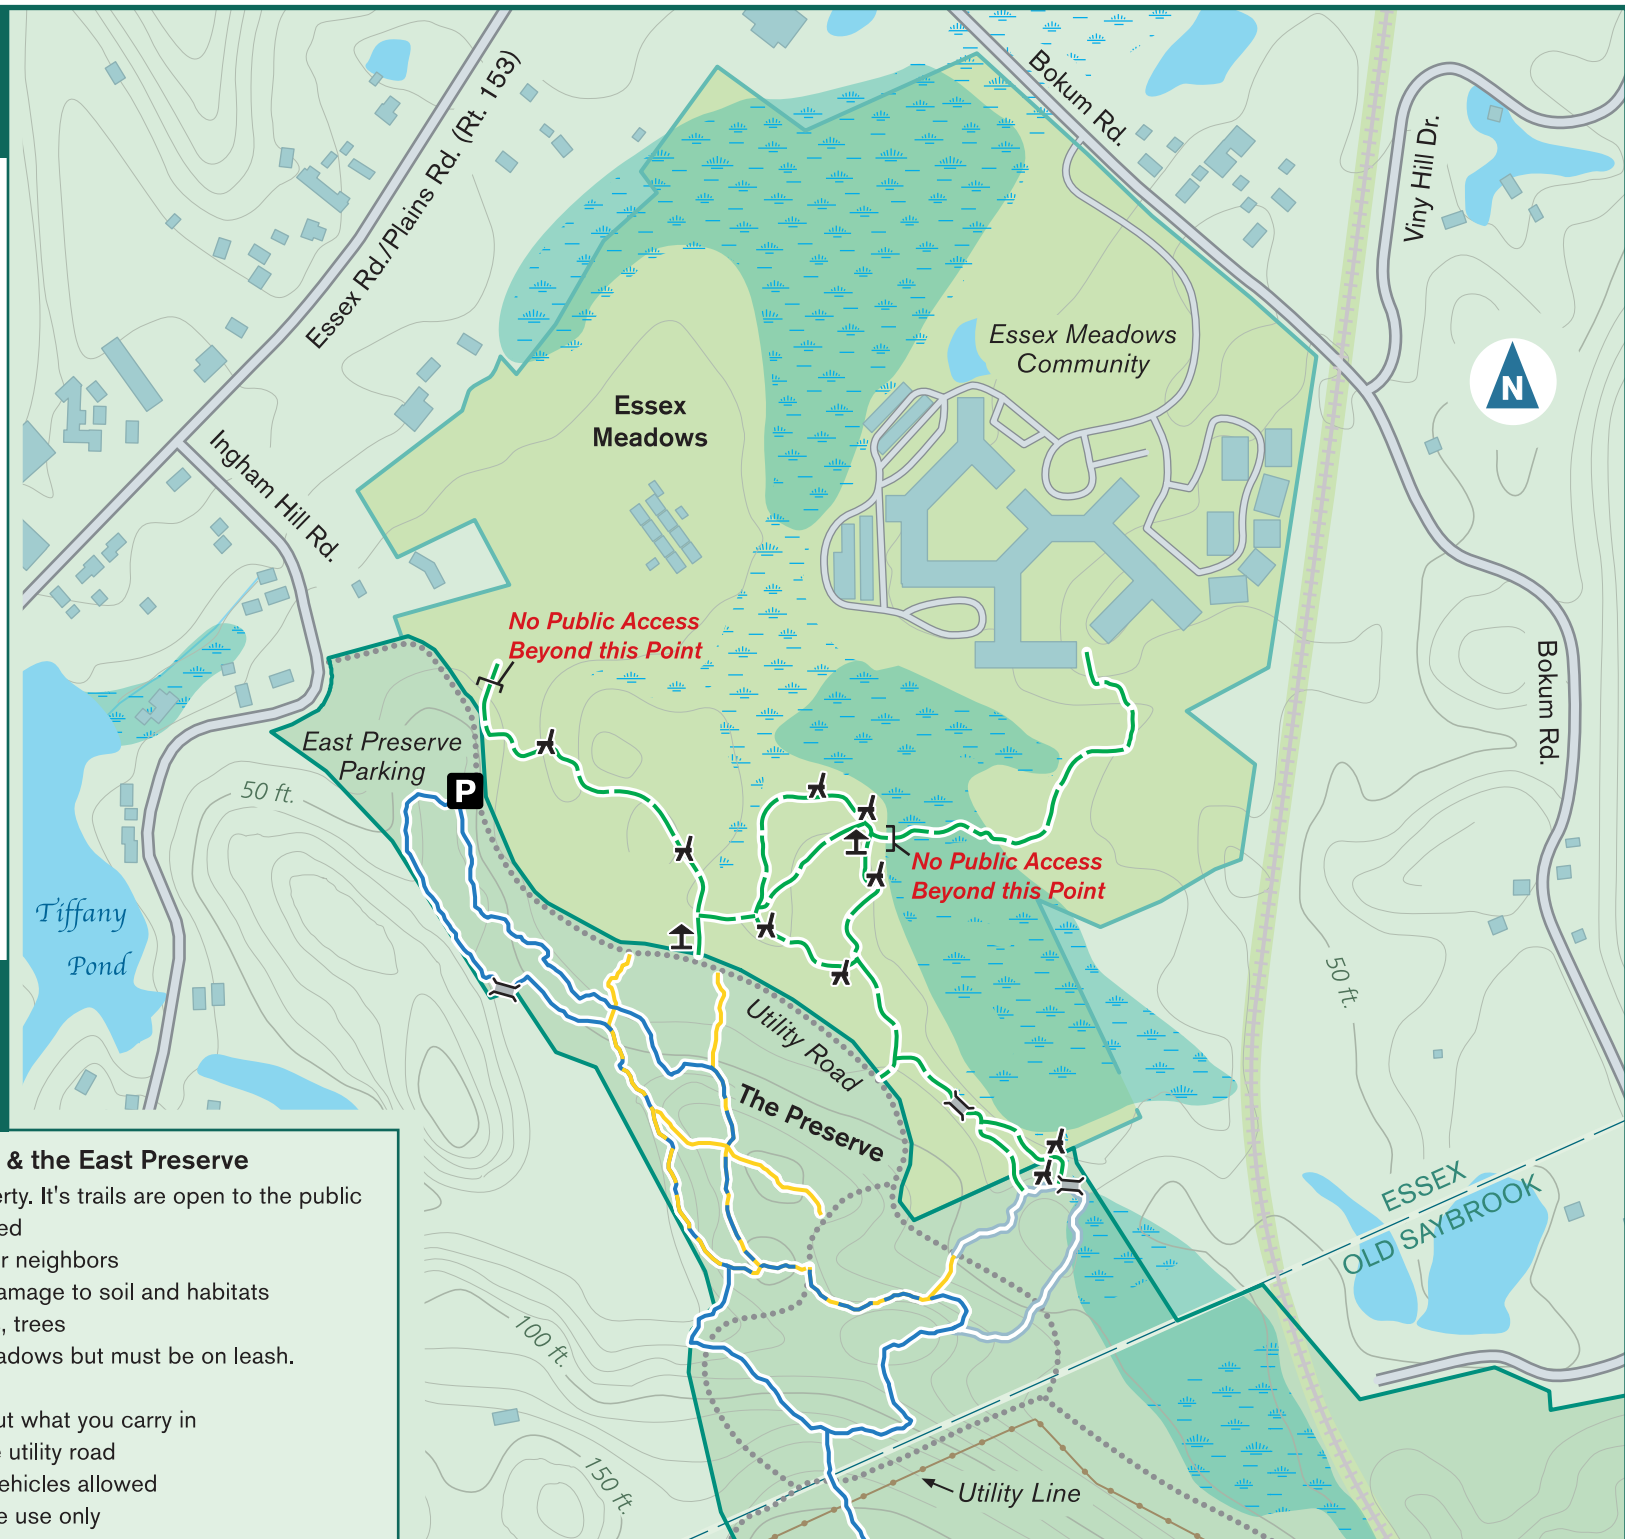 Essex Rd./Plains Rd. (Rt. 153)
Bokum Rd.
Viny Hill Dr.
N
Essex Meadows
Community
Essex
Meadows
Ingham Hill Rd.
No Public Access
Beyond this Point
Bokum Rd.
East Preserve
Parking
P
50 ft.
No Public Access
Beyond this Point
Tiffany
Pond
50 ft.
Utility Road
The Preserve
ESSEX
OLD SAYBROOK
100 ft.
150 ft.
Utility Line
& the East Preserve
erty. It's trails are open to the public
ed
r neighbors
amage to soil and habitats
, trees
adows but must be on leash.
ut what you carry in
e utility road
ehicles allowed
e use only